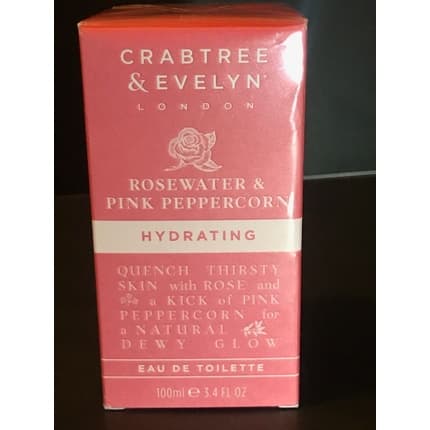 CRABTREE
& EVELYN®
LONDON
ROSEWATER &
PINK PEPPERCORN
HYDRATING
QUENCH THIRSTY
SKIN with ROSE and
a KICK of PINK
PEPPERCORN for
a NATURAL
DEWY GLOW
EAU DE TOILETTE
100ml ℮ 3.4 FL OZ